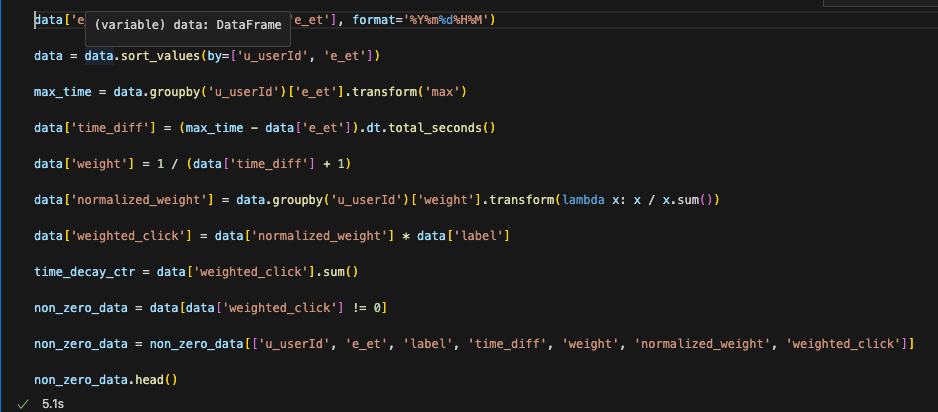 data['e_ 'e_et'], format='%Y%m%d%H%M')
(variable) data: DataFrame
data = data.sort_values(by=['u_userId', 'e_et'])
max_time = data.groupby('u_userId')['e_et'].transform('max')
data['time_diff'] = (max_time - data['e_et']).dt.total_seconds()
data['weight'] = 1 / (data['time_diff'] + 1)
data['normalized_weight'] = data.groupby('u_userId')['weight'].transform(lambda x: x / x.sum())
data['weighted_click'] = data['normalized_weight'] * data['label']
time_decay_ctr = data['weighted_click'].sum()
non_zero_data = data[data['weighted_click'] != 0]
non_zero_data = non_zero_data[['u_userId', 'e_et', 'label', 'time_diff', 'weight', 'normalized_weight', 'weighted_click']]
non_zero_data.head()
5.1s